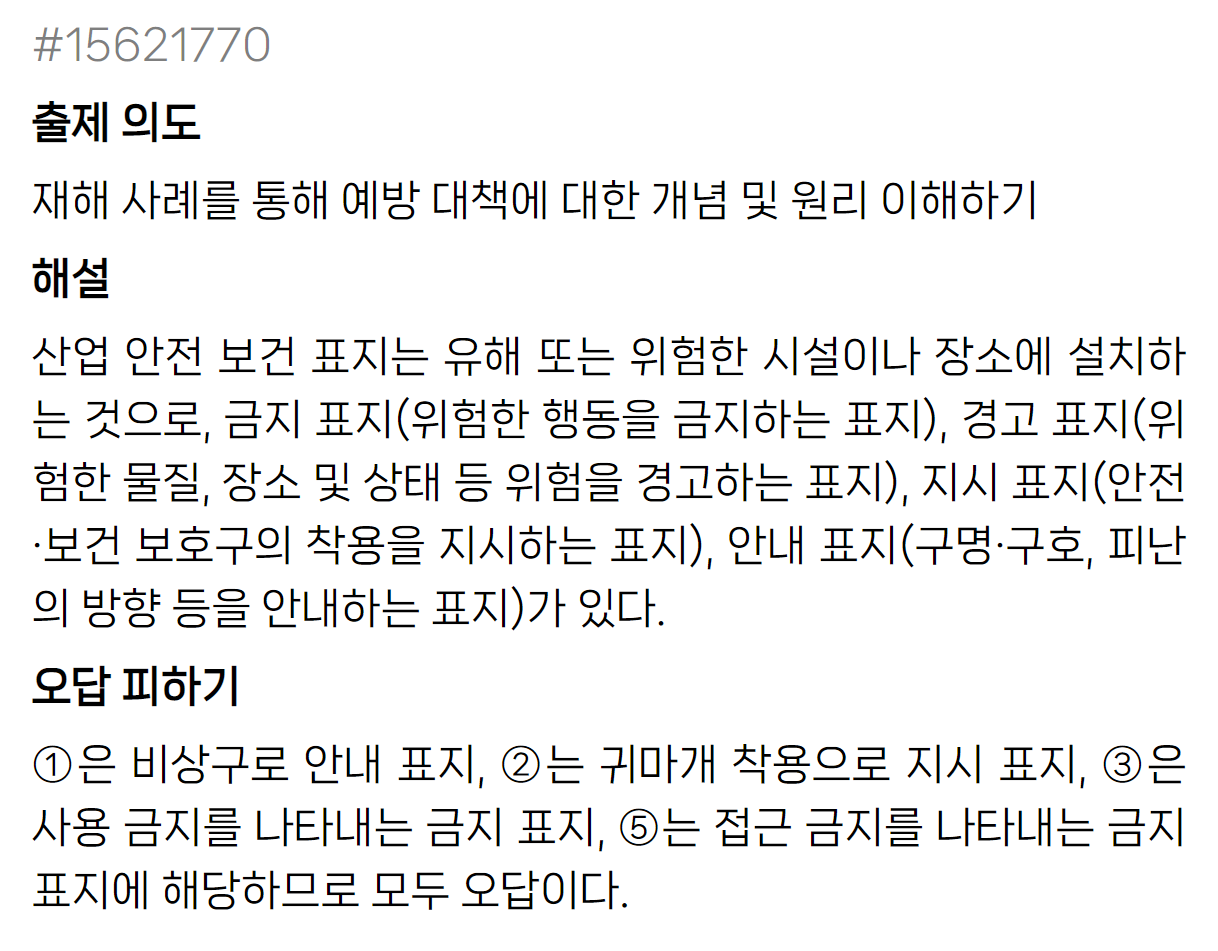 #15621770
출제 의도
재해 사례를 통해 예방 대책에 대한 개념 및 원리 이해하기
해설
산업 안전 보건 표지는 유해 또는 위험한 시설이나 장소에 설치하
는 것으로, 금지 표지(위험한 행동을 금지하는 표지), 경고 표지(위
험한 물질, 장소 및 상태 등 위험을 경고하는 표지), 지시 표지(안전
·보건 보호구의 착용을 지시하는 표지), 안내 표지(구명·구호, 피난
의 방향 등을 안내하는 표지)가 있다.
오답 피하기
①은 비상구로 안내 표지, ②는 귀마개 착용으로 지시 표지, ③은
사용 금지를 나타내는 금지 표지, ⑤는 접근 금지를 나타내는 금지
표지에 해당하므로 모두 오답이다.